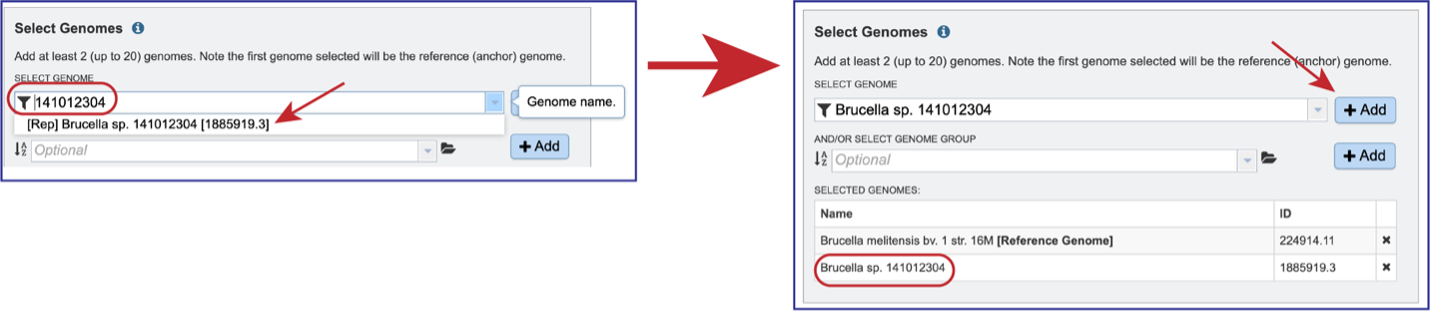 Select Genomes
Add at least 2 (up to 20) genomes. Note the first genome selected will be the reference (anchor) genome.
SELECT GENOME
141012304
Genome name.
[Rep] Brucella sp. 141012304 [1885919.3]
Optional
+ Add
Select Genomes
Add at least 2 (up to 20) genomes. Note the first genome selected will be the reference (anchor) genome.
SELECT GENOME
Brucella sp. 141012304
+ Add
AND/OR SELECT GENOME GROUP
Optional
+ Add
SELECTED GENOMES:
Name ID
Brucella melitensis bv. 1 str. 16M [Reference Genome] 224914.11
Brucella sp. 141012304 1885919.3